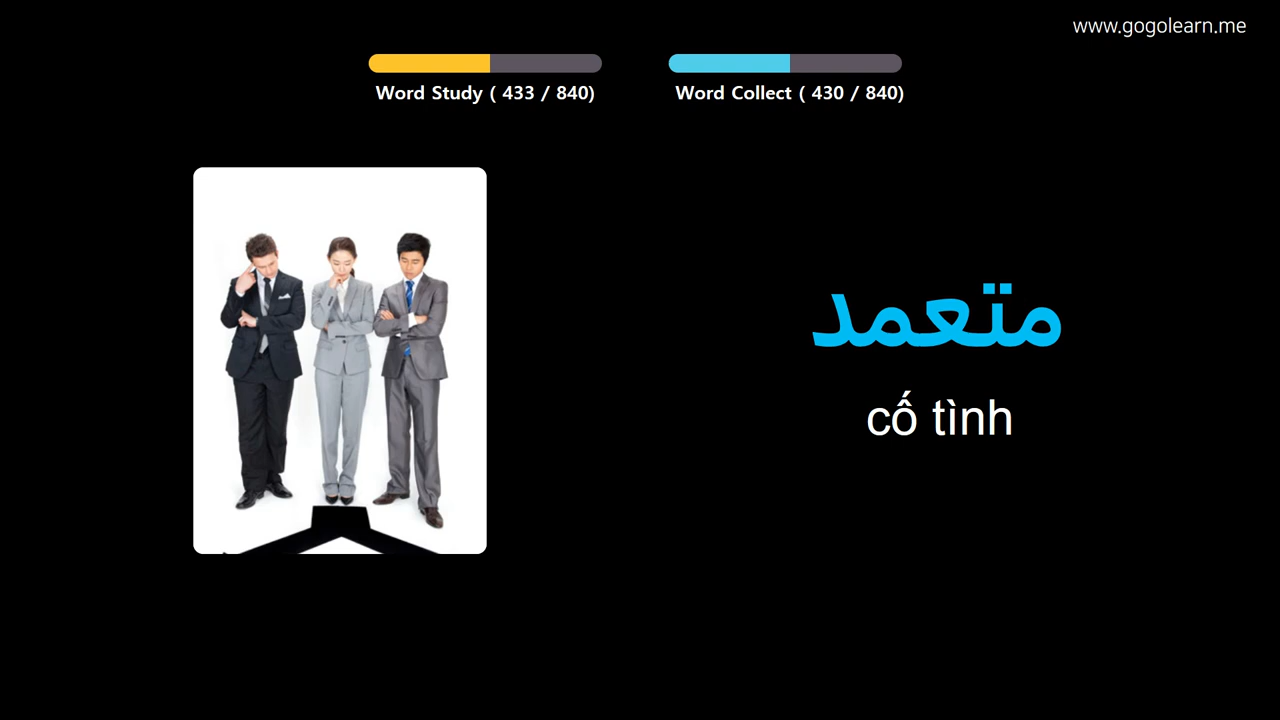 www.gogolearn.me
Word Study ( 433 / 840)
Word Collect ( 430 / 840)
متعمد
cố tình